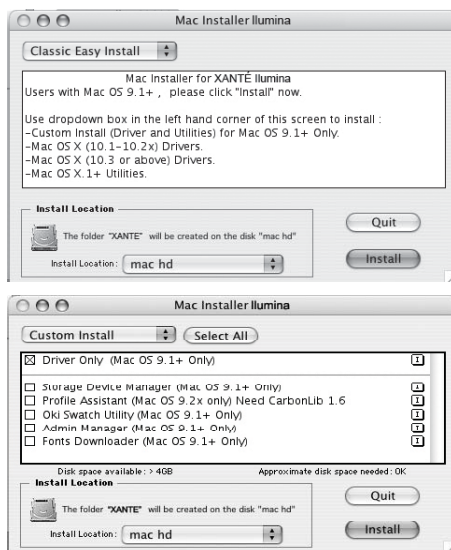 Mac Installer Ilumina
Classic Easy Install
Mac Installer for XANTÉ Ilumina
Users with Mac OS 9.1+ , please click "Install" now.
Use dropdown box in the left hand corner of this screen to install :
-Custom Install (Driver and Utilities) for Mac OS 9.1+ Only.
-Mac OS X (10.1-10.2x) Drivers.
-Mac OS X (10.3 or above) Drivers.
-Mac OS X.1+ Utilities.
Install Location
The folder "XANTE" will be created on the disk "mac hd"
Install Location: mac hd
Quit
Install
Mac Installer Ilumina
Custom Install
Select All
Driver Only (Mac OS 9.1+ Only)
Storage Device Manager (Mac OS 9.1+ Only)
Profile Assistant (Mac OS 9.2x only) Need CarbonLib 1.6
Oki Swatch Utility (Mac OS 9.1+ Only)
Admin Manager (Mac OS 9.1+ Only)
Fonts Downloader (Mac OS 9.1+ Only)
Disk space available: > 4GB
Approximate disk space needed: 0K
Install Location
The folder "XANTE" will be created on the disk "mac hd"
Install Location: mac hd
Quit
Install